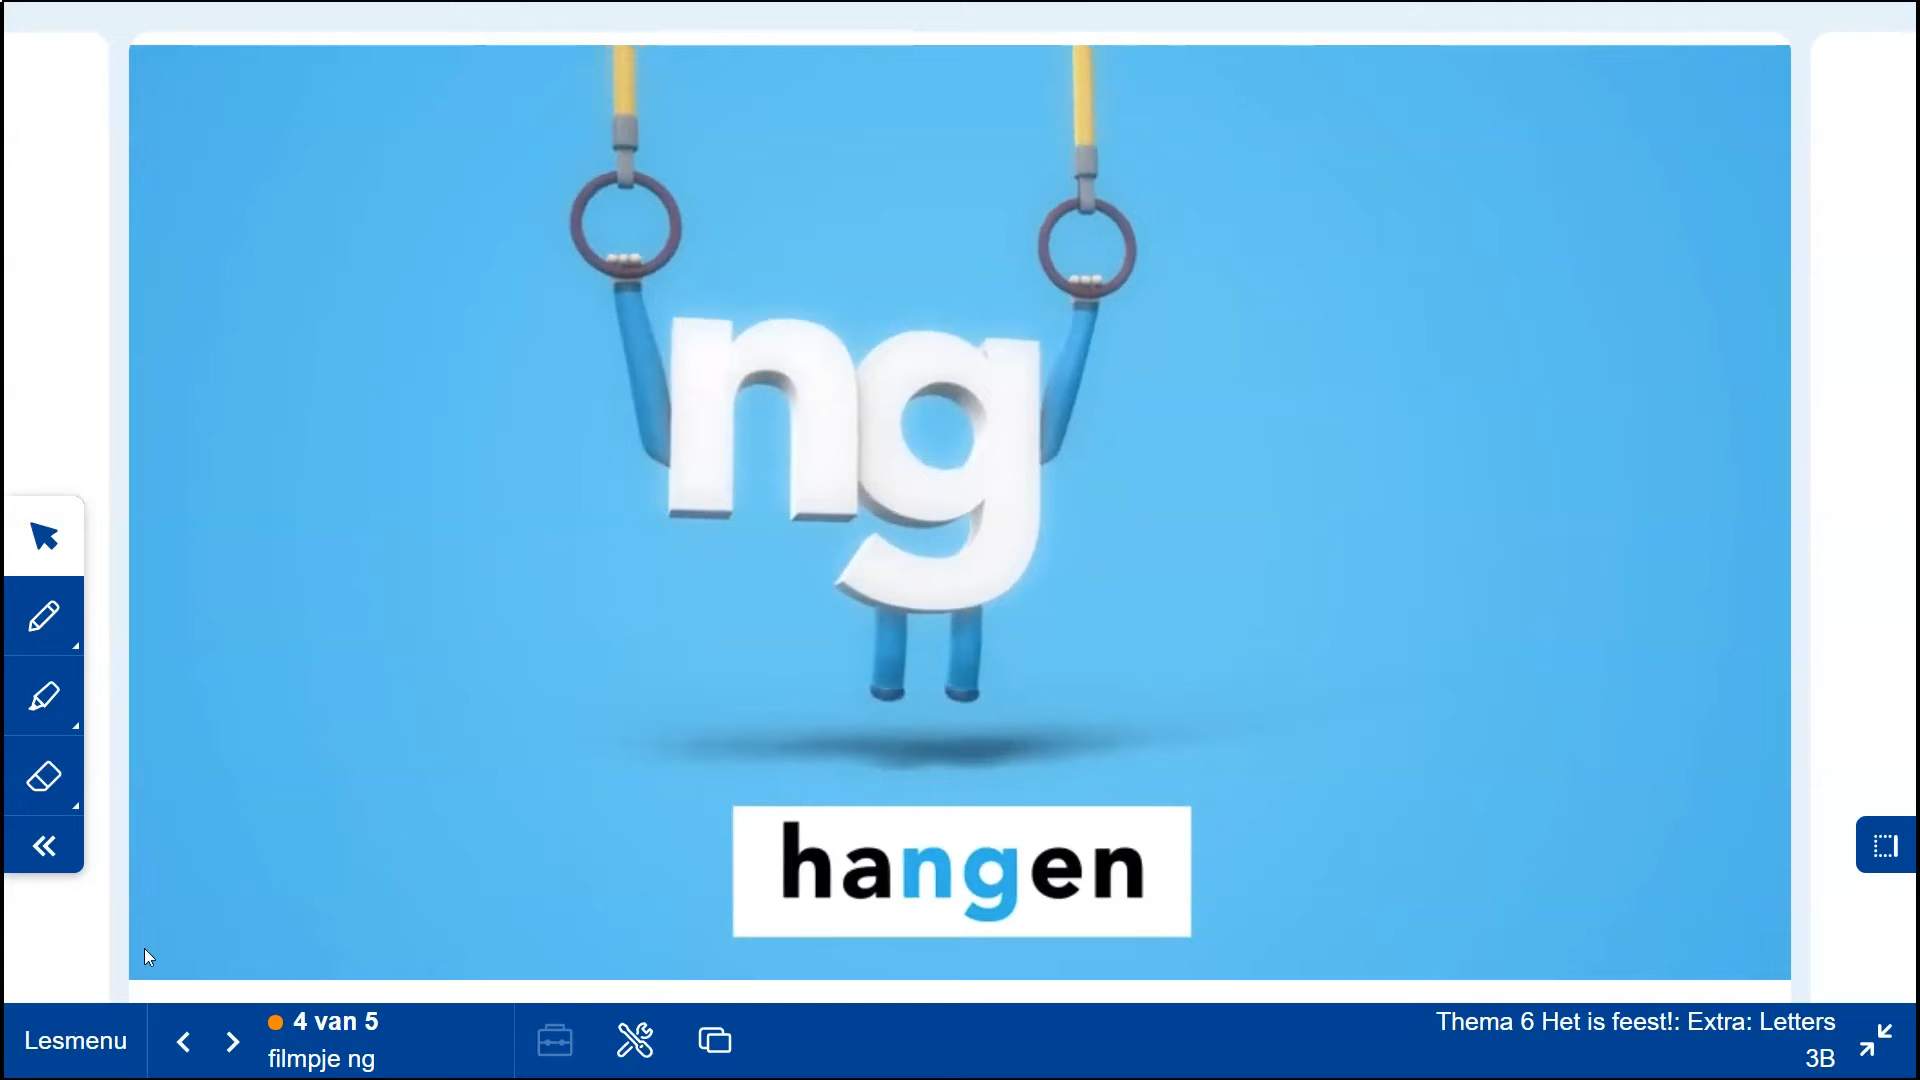 ng
hangen
Lesmenu
4 van 5
filmpje ng
Thema 6 Het is feest!: Extra: Letters
3B